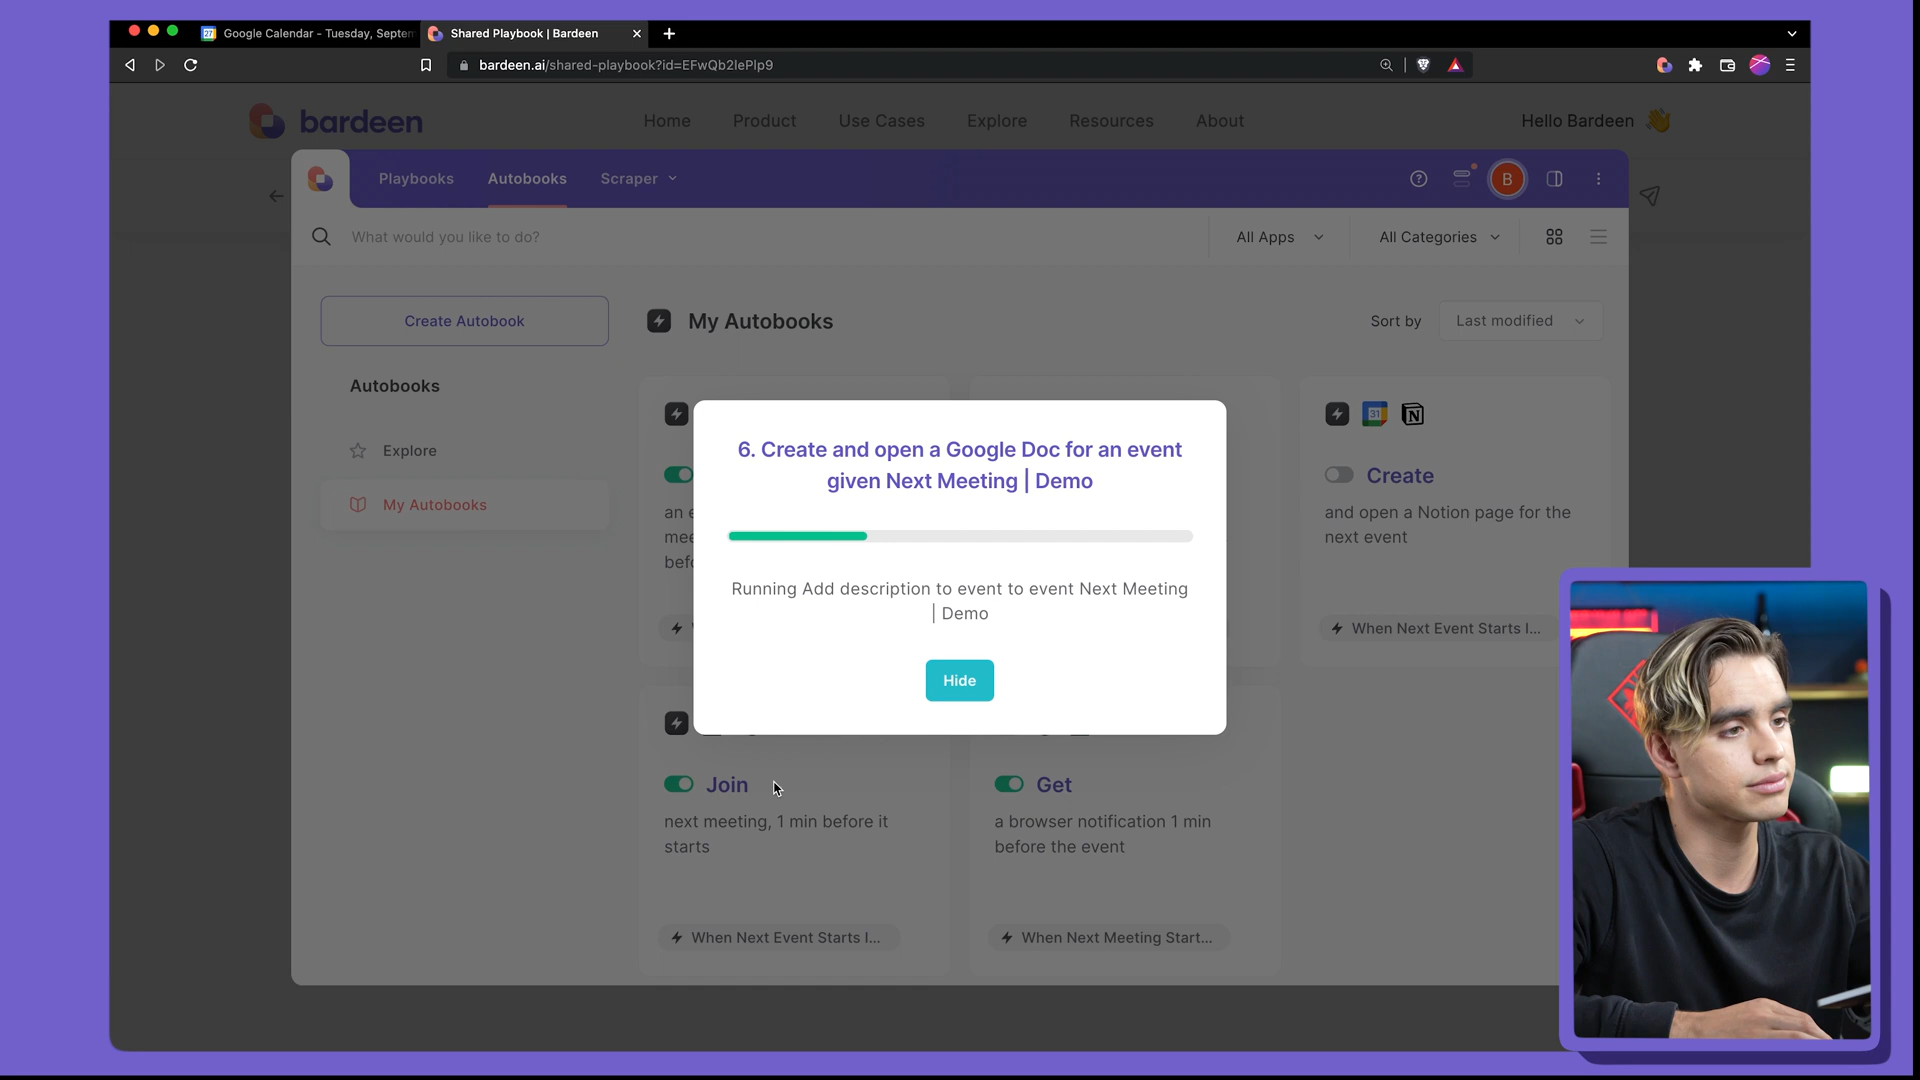 Google Calendar - Tuesday, Septem
Shared Playbook | Bardeen
bardeen.ai/shared-playbook?id=EFwQb2lePlp9
bardeen
Home
Product
Use Cases
Explore
Resources
About
Hello Bardeen 👋
Playbooks
Autobooks
Scraper
B
What would you like to do?
All Apps
All Categories
Create Autobook
My Autobooks
Sort by
Last modified
Autobooks
Explore
My Autobooks
31
Create
and open a Notion page for the
next event
When Next Event Starts I...
an e
mee
befo
6. Create and open a Google Doc for an event
given Next Meeting | Demo
Running Add description to event to event Next Meeting
| Demo
Hide
Join
next meeting, 1 min before it
starts
When Next Event Starts I...
Get
a browser notification 1 min
before the event
When Next Meeting Start...